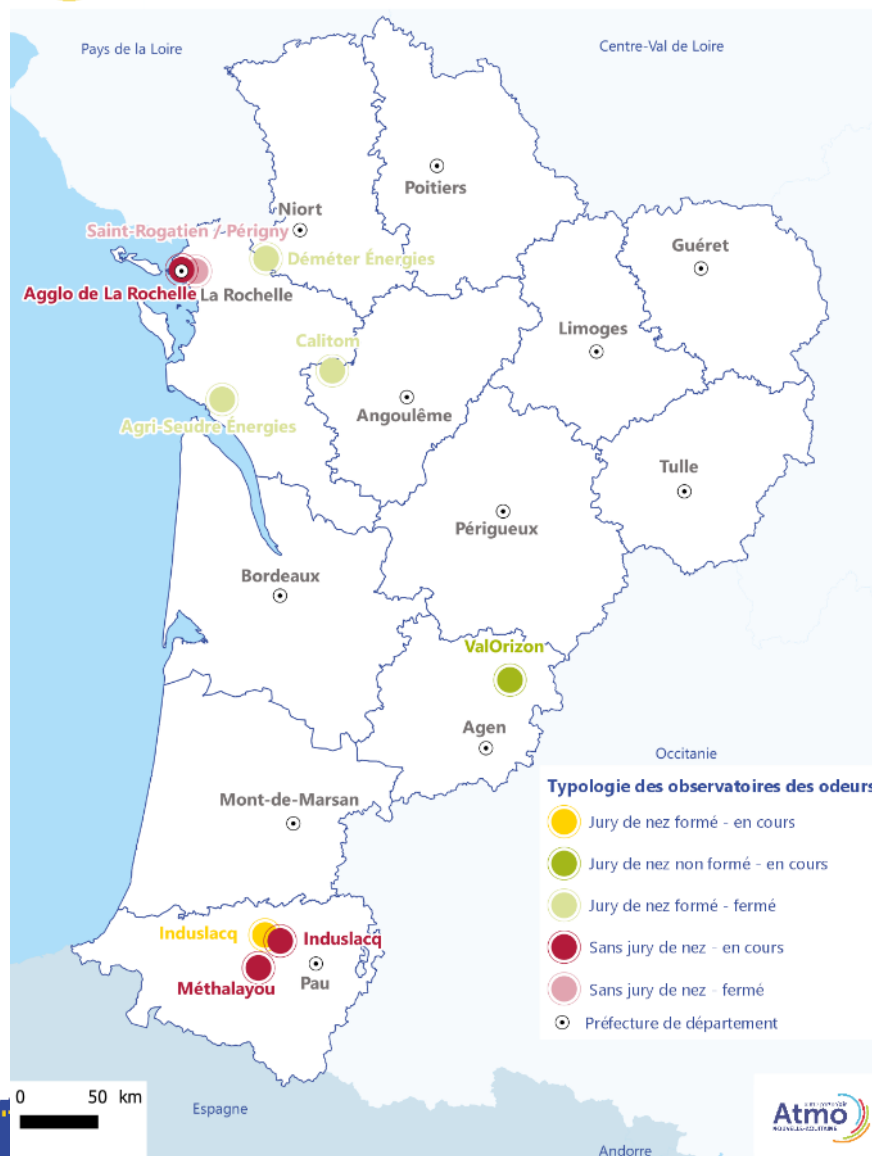 Pays de la Loire
Centre-Val de Loire
Poitiers
Niort
Saint-Rogatien / Périgny
Déméter Énergies
Guéret
Agglo de La Rochelle
La Rochelle
Limoges
Calitom
Angoulême
Agri-Seudre Énergies
Tulle
Périgueux
Bordeaux
ValOrizon
Agen
Occitanie
Mont-de-Marsan
Typologie des observatoires des odeurs
Jury de nez formé - en cours
Jury de nez non formé - en cours
Jury de nez formé - fermé
Sans jury de nez - en cours
Sans jury de nez - fermé
Préfecture de département
Induslacq
Induslacq
Méthalayou
Pau
0 50 km
Espagne
Andorre
Atmo
NOUVELLE-AQUITAINE